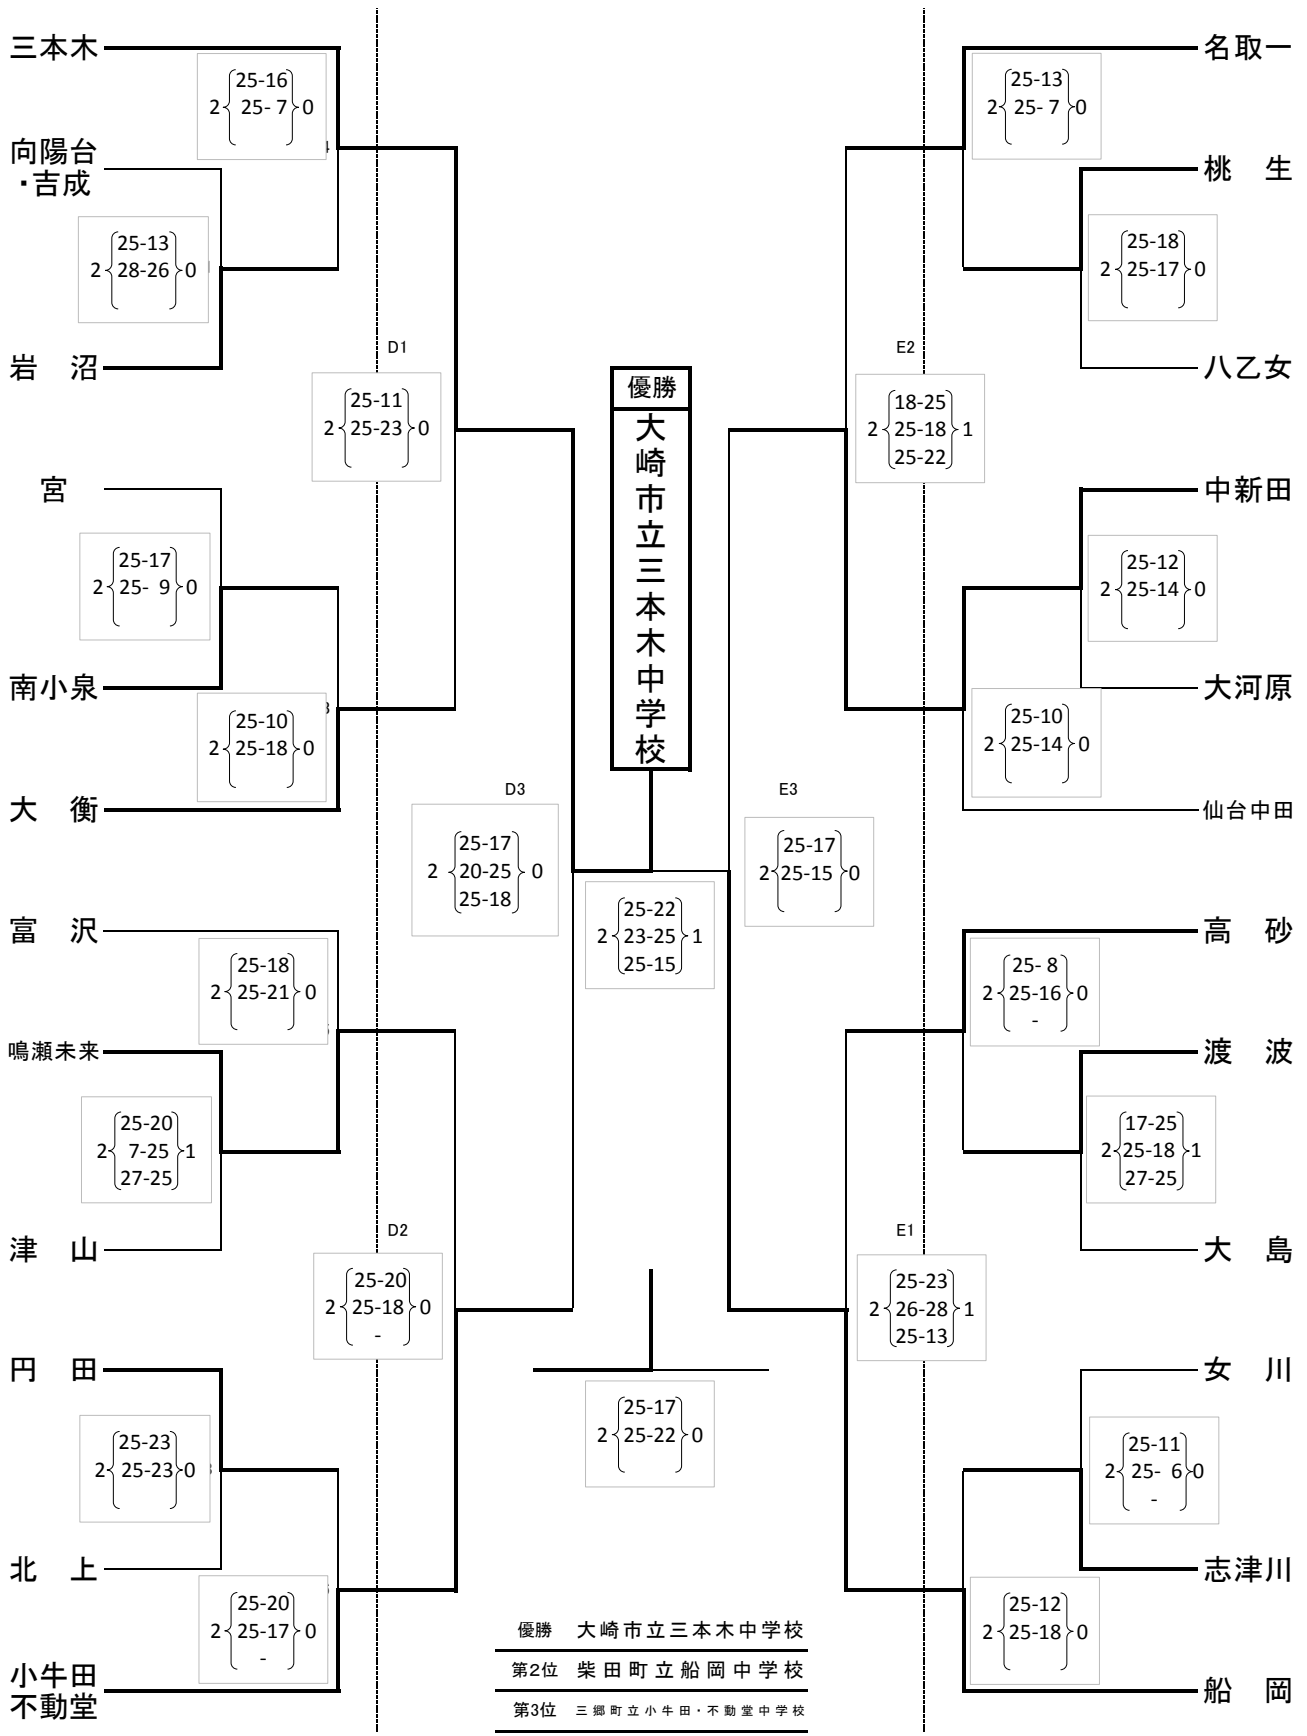 三本木
2 25-16 0
25- 7
向陽台
・吉成
2 25-13 0
28-26
岩 沼
D1
2 25-11 0
25-23
宮
2 25-17 0
25- 9
南小泉
2 25-10 0
25-18
大 衡
D3
2 25-17 0
20-25
25-18
富 沢
2 25-18 0
25-21
鳴瀬未来
2 25-20 1
7-25
27-25
津 山
D2
2 25-20 0
25-18
-
円 田
2 25-23 0
25-23
北 上
2 25-20 0
25-17
-
小牛田
不動堂
優勝
大崎市立三本木中学校
2 25-22 1
23-25
25-15
2 25-17 0
25-22
名取一
2 25-13 0
25- 7
桃 生
2 25-18 0
25-17
八乙女
E2
2 18-25 1
25-18
25-22
中新田
2 25-12 0
25-14
大河原
2 25-10 0
25-14
仙台中田
E3
2 25-17 0
25-15
高 砂
2 25- 8 0
25-16
-
渡 波
2 17-25 1
25-18
27-25
大 島
E1
2 25-23 1
26-28
25-13
女 川
2 25-11 0
25- 6
-
志津川
2 25-12 0
25-18
船 岡
優勝 大崎市立三本木中学校
第2位 柴田町立船岡中学校
第3位 三郷町立小牛田・不動堂中学校